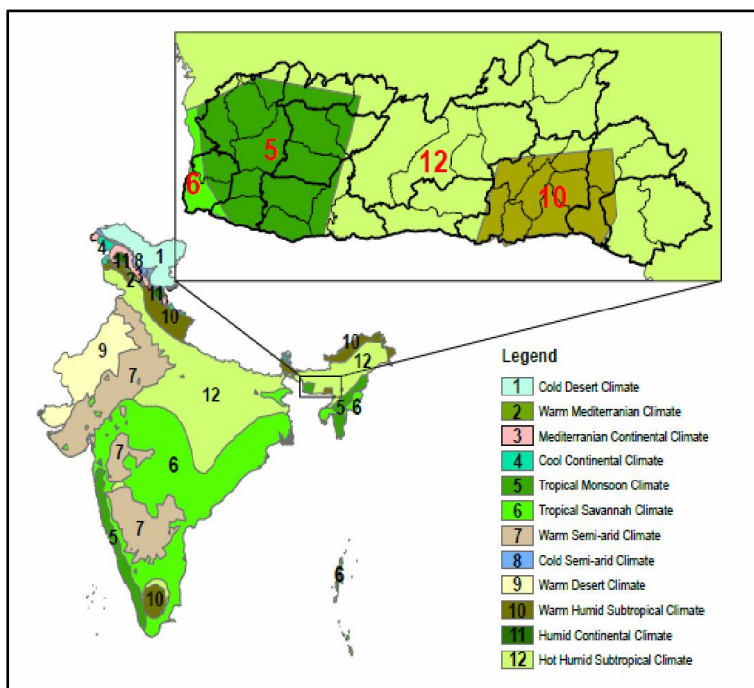 5
12
6
10
4
11
8
1
3
2
11
10
9
7
12
10
12
5
6
7
6
7
5
10
6
Legend
1 Cold Desert Climate
2 Warm Mediterranian Climate
3 Mediterranian Continental Climate
4 Cool Continental Climate
5 Tropical Monsoon Climate
6 Tropical Savannah Climate
7 Warm Semi-arid Climate
8 Cold Semi-arid Climate
9 Warm Desert Climate
10 Warm Humid Subtropical Climate
11 Humid Continental Climate
12 Hot Humid Subtropical Climate